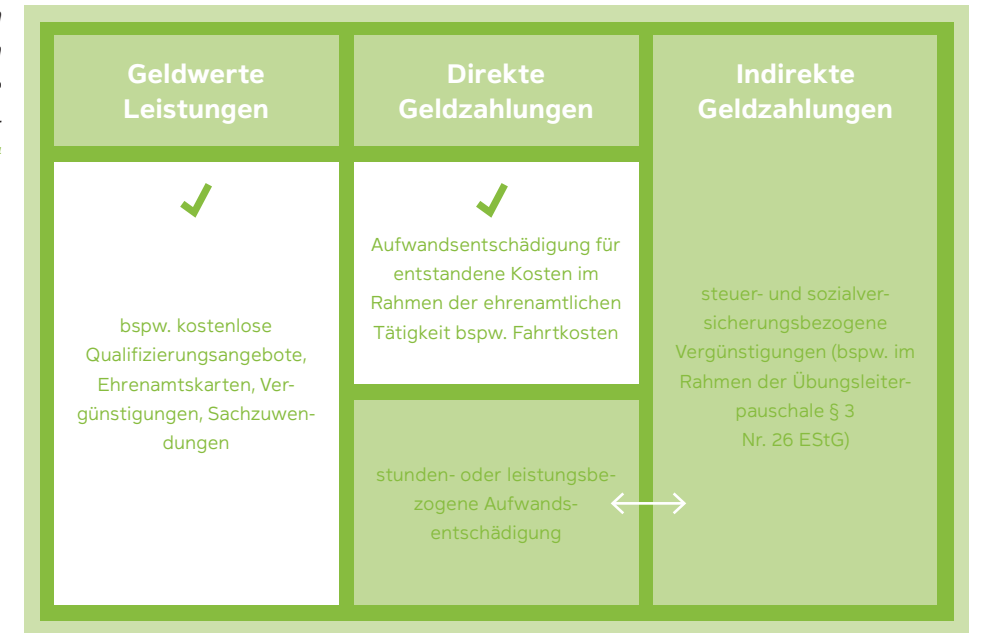 Geldwerte
Leistungen
bspw. kostenlose
Qualifizierungsangebote,
Ehrenamtskarten, Ver-
günstigungen, Sachzuwen-
dungen
Direkte
Geldzahlungen
Aufwandsentschädigung für
entstandene Kosten im
Rahmen der ehrenamtlichen
Tätigkeit bspw. Fahrtkosten
stunden- oder leistungsbe-
zogene Aufwands-
entschädigung
Indirekte
Geldzahlungen
steuer- und sozialver-
sicherungsbezogene
Vergünstigungen (bspw. im
Rahmen der Übungsleiter-
pauschale § 3
Nr. 26 EStG)